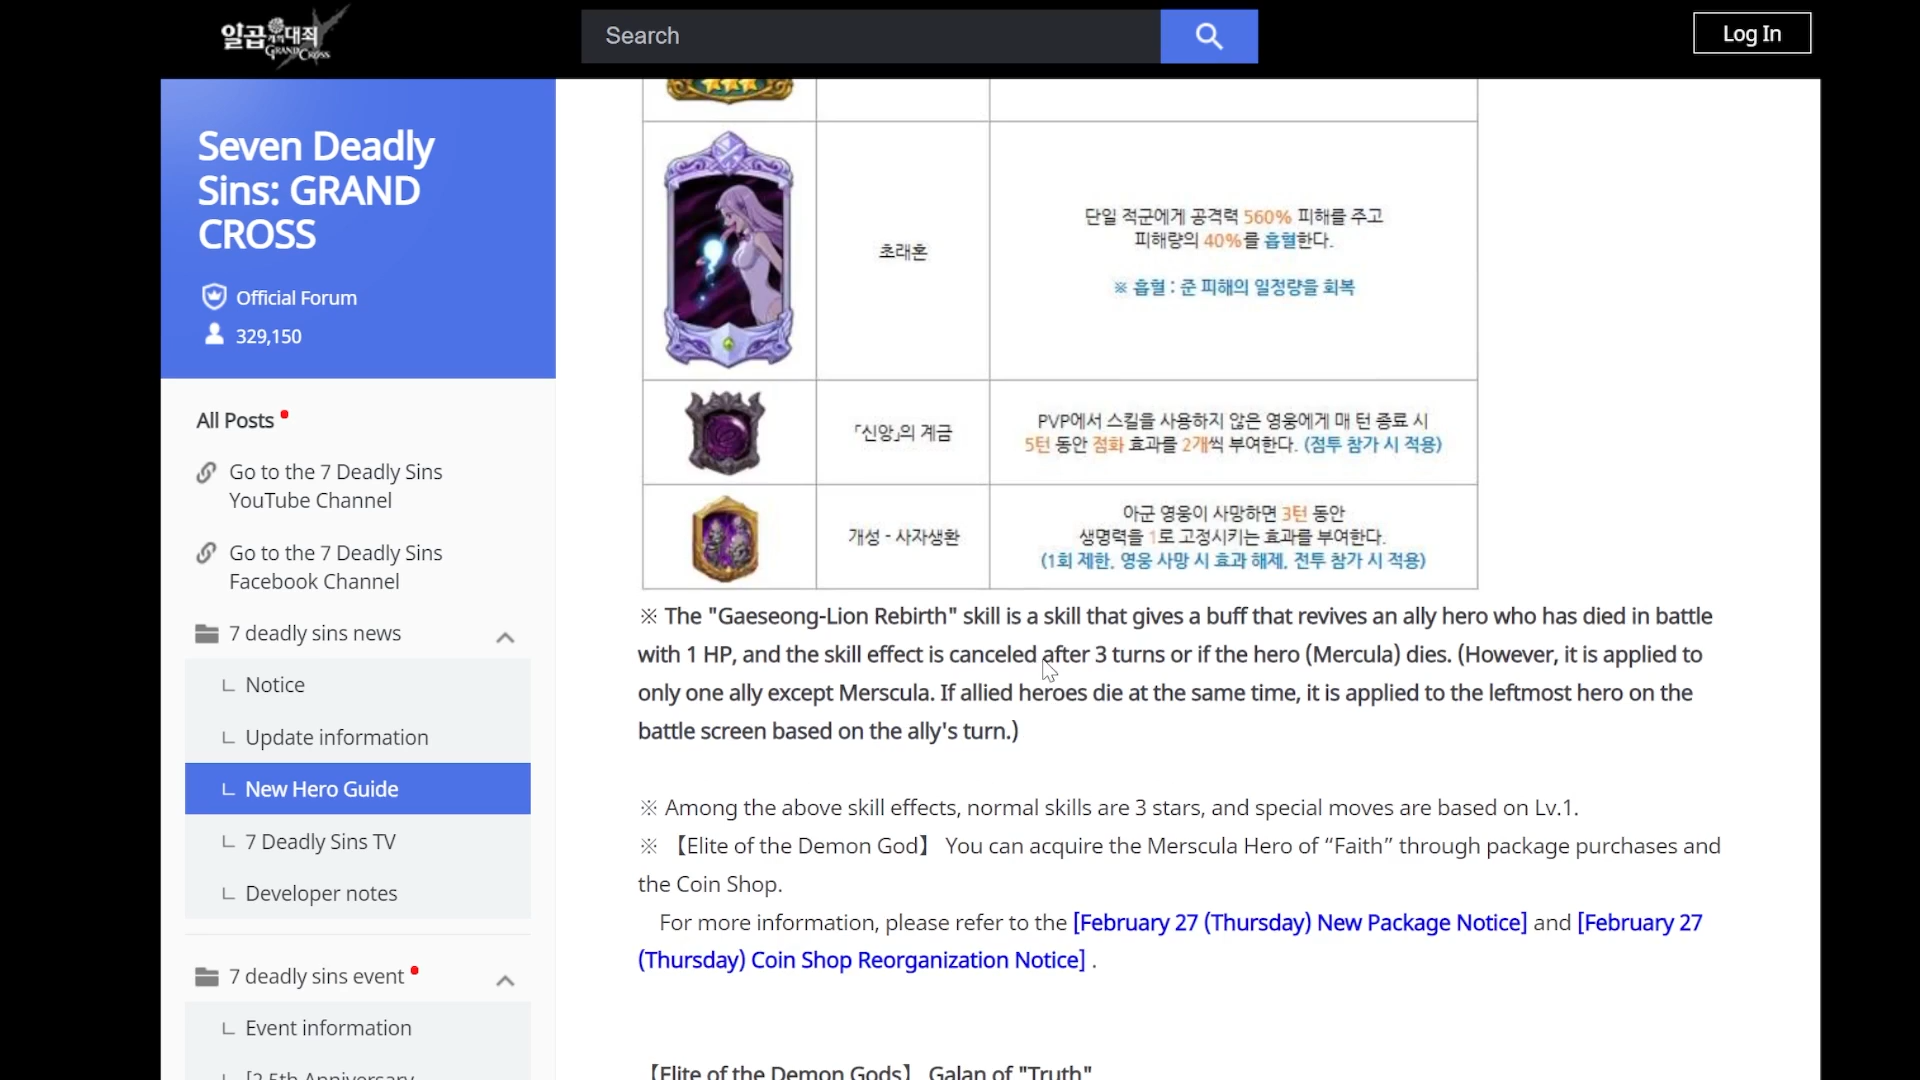 일곱개의대죄
GRAND CROSS
Search
Log In
Seven Deadly
Sins: GRAND
CROSS
Official Forum
329,150
All Posts
Go to the 7 Deadly Sins
YouTube Channel
Go to the 7 Deadly Sins
Facebook Channel
7 deadly sins news
Notice
Update information
New Hero Guide
7 Deadly Sins TV
Developer notes
7 deadly sins event
Event information
[2.5th Anniversary
초래혼
단일 적군에게 공격력 560% 피해를 주고
피해량의 40%를 흡혈한다.
※ 흡혈 : 준 피해의 일정량을 회복
「신앙」의 계금
PVP에서 스킬을 사용하지 않은 영웅에게 매 턴 종료 시
5턴 동안 점화 효과를 2개씩 부여한다. (점투 참가 시 적용)
개성 - 사자생환
아군 영웅이 사망하면 3턴 동안
생명력을 1로 고정시키는 효과를 부여한다.
(1회 제한, 영웅 사망 시 효과 해제, 전투 참가 시 적용)
※ The "Gaeseong-Lion Rebirth" skill is a skill that gives a buff that revives an ally hero who has died in battle
with 1 HP, and the skill effect is canceled after 3 turns or if the hero (Mercula) dies. (However, it is applied to
only one ally except Merscula. If allied heroes die at the same time, it is applied to the leftmost hero on the
battle screen based on the ally's turn.)
※ Among the above skill effects, normal skills are 3 stars, and special moves are based on Lv.1.
※ 【Elite of the Demon God】 You can acquire the Merscula Hero of “Faith” through package purchases and
the Coin Shop.
For more information, please refer to the [February 27 (Thursday) New Package Notice] and [February 27
(Thursday) Coin Shop Reorganization Notice] .
【Elite of the Demon Gods】 Galan of "Truth"